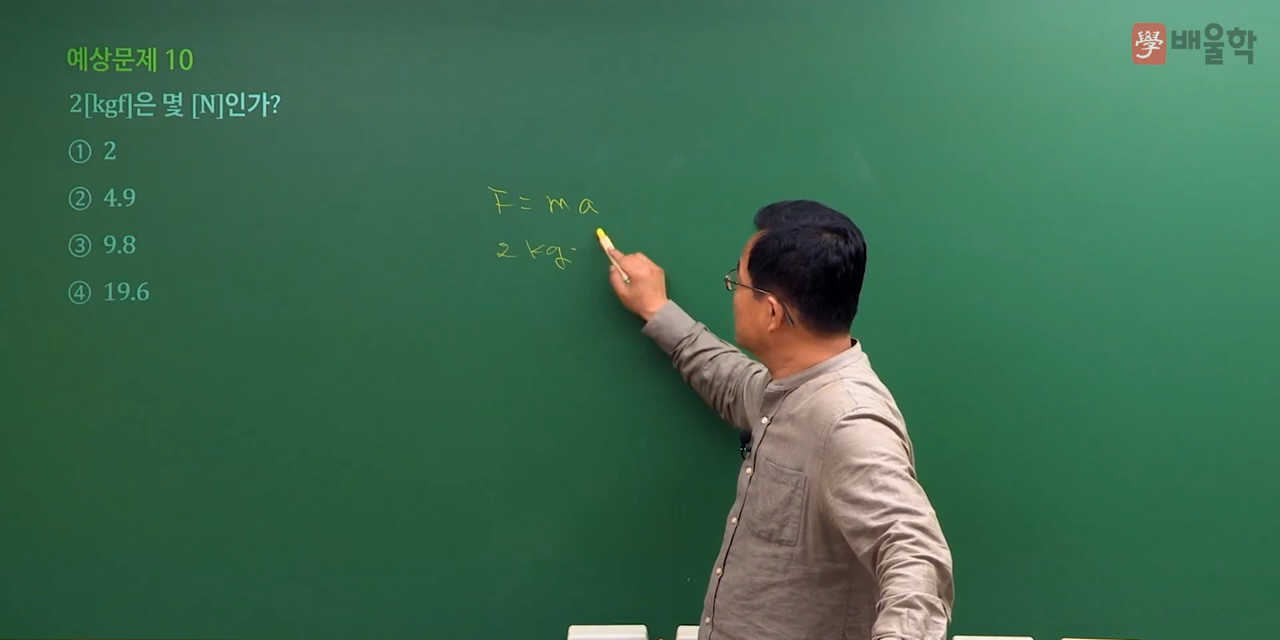 예상문제 10
2[kgf]은 몇 [N]인가?
① 2
② 4.9
③ 9.8
④ 19.6
F = m a
2 kg ·
學 배울학